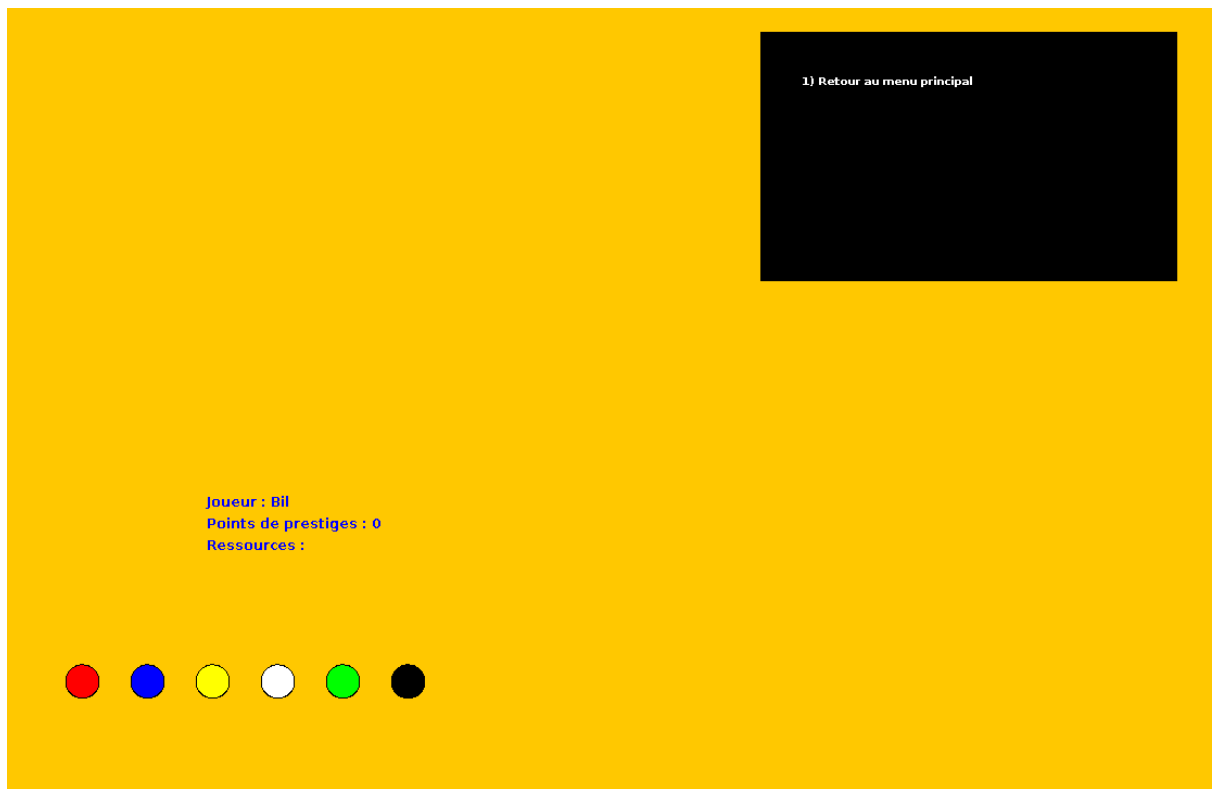 1) Retour au menu principal
Joueur : Bil
Points de prestiges : 0
Ressources :